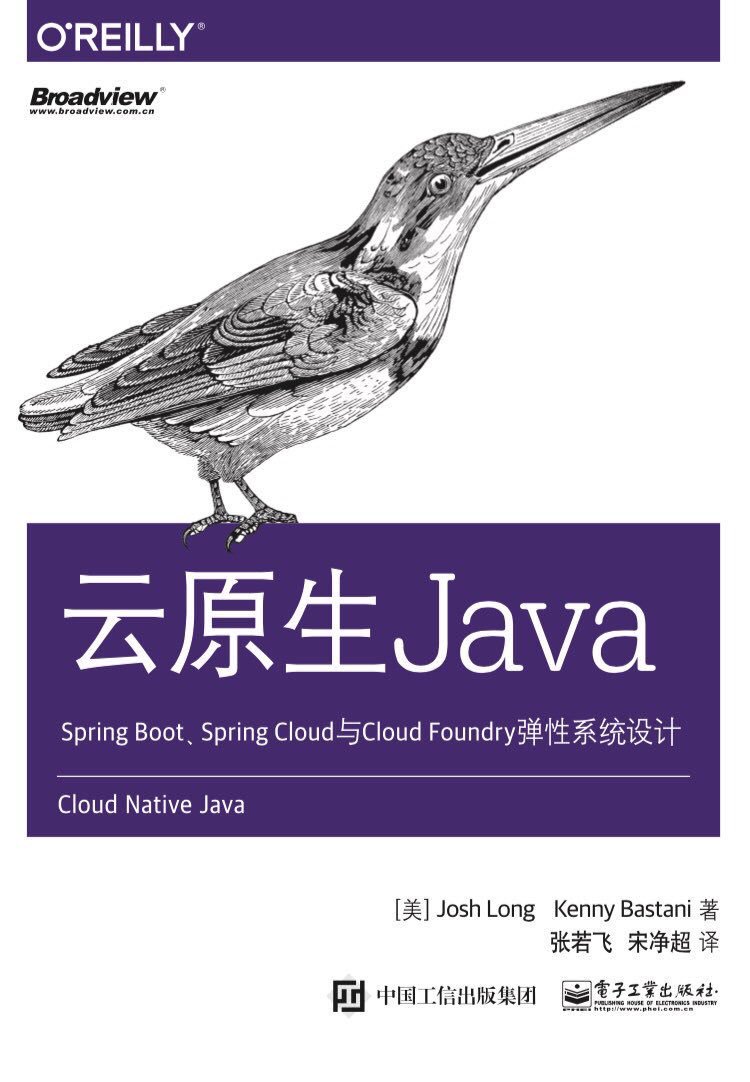 O'REILLY®
Broadview®
www.broadview.com.cn
云原生Java
Spring Boot、Spring Cloud与Cloud Foundry弹性系统设计
Cloud Native Java
[美] Josh Long Kenny Bastani 著
张若飞 宋净超 译
中国工信出版集团
電子工業出版社·
PUBLISHING HOUSE OF ELECTRONICS INDUSTRY
http://www.phei.com.cn
PHEI